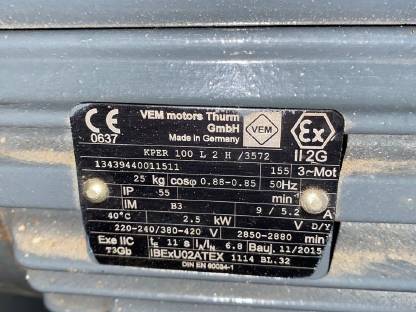 CE
0637
VEM motors Thurm
GmbH
Made in Germany
VEM
Ex
II 2G
KPER 100 L 2 H /3572
1343944001 1511
155 3~Mot
25 kg cosφ 0.88-0.85 50Hz
IP 55 min
IM B3 9 / 5.2 A
40°C 2.5 kW V D/Y
220-240/380-420 V 2850-2880 min
Exe IIC tE 11 s IA/IN 6.8 Bauj. 11/2015
T3Gb IBExU02ATEX 1114 BL.32
DIN EN 60034-1